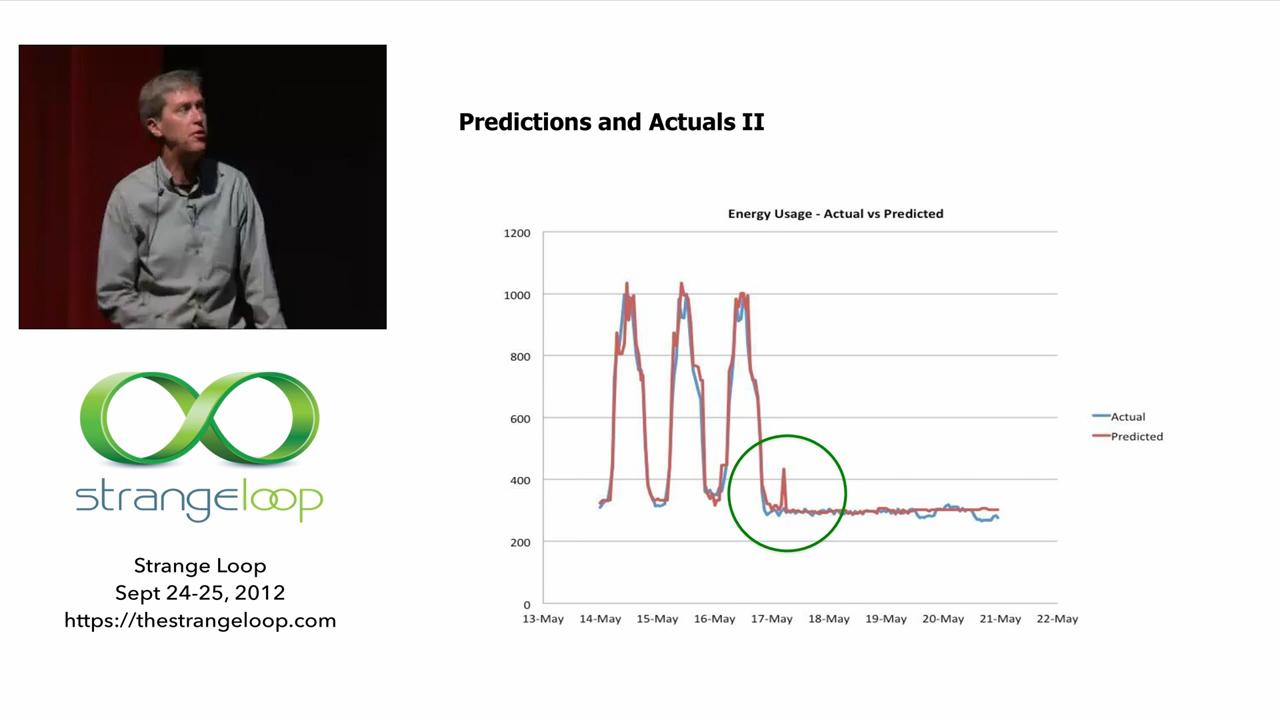 Predictions and Actuals II
Energy Usage - Actual vs Predicted
1200
1000
800
600
400
200
0
13-May 14-May 15-May 16-May 17-May 18-May 19-May 20-May 21-May 22-May
Actual
Predicted
strangeloop
Strange Loop
Sept 24-25, 2012
https://thestrangeloop.com